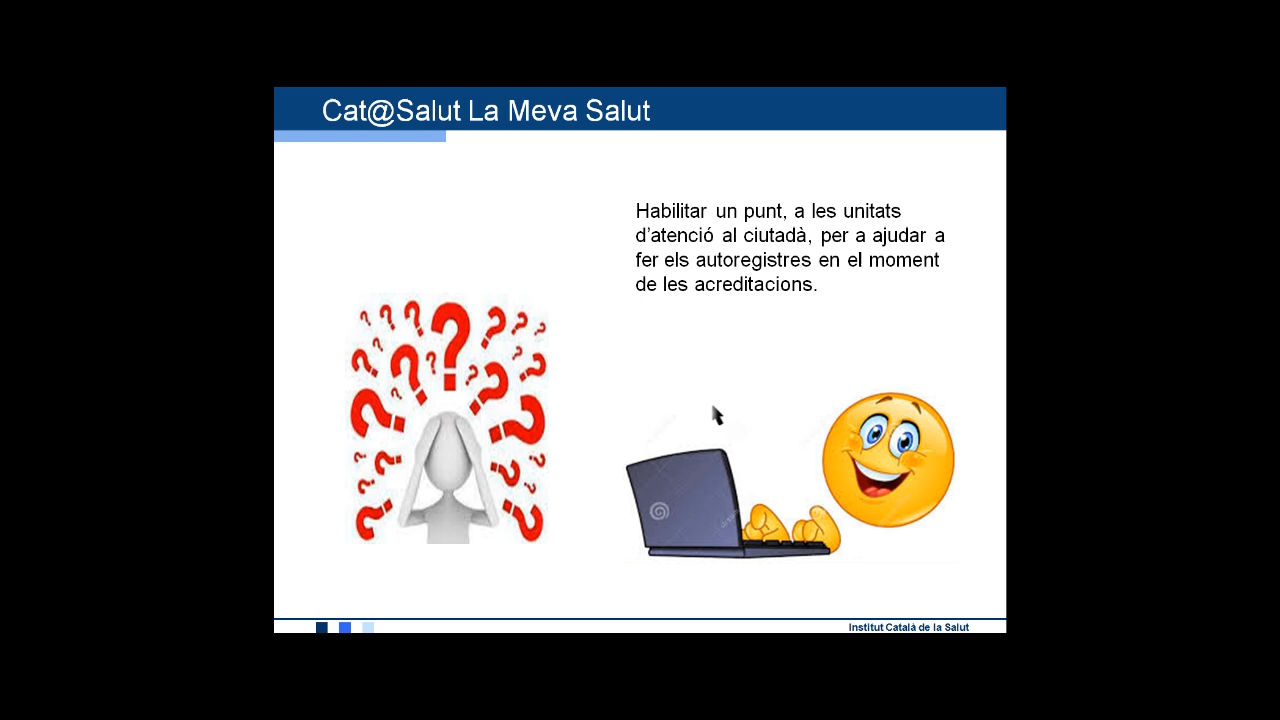 Cat@Salut La Meva Salut
Habilitar un punt, a les unitats
d’atenció al ciutadà, per a ajudar a
fer els autoregistres en el moment
de les acreditacions.
Institut Català de la Salut